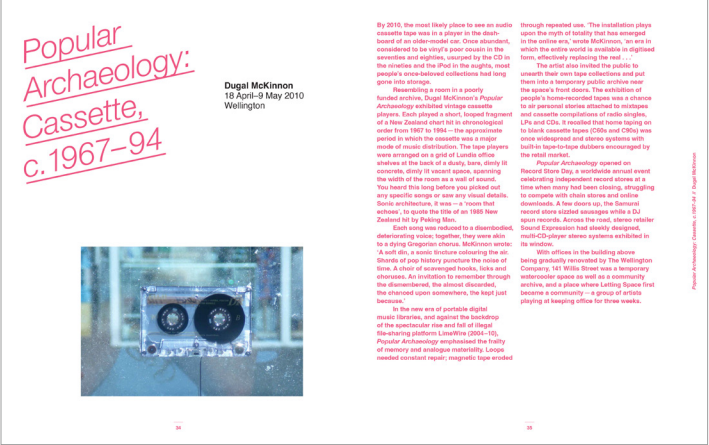 Popular
Archaeology:
Cassette,
c.1967–94
Dugal McKinnon
18 April–9 May 2010
Wellington
34
By 2010, the most likely place to see an audio
cassette tape was in a player in the dash-
board of an older-model car. Once abundant,
considered to be vinyl's poor cousin in the
seventies and eighties, usurped by the CD in
the nineties and the iPod in the aughts, most
people's once-beloved collections had long
gone into storage.
Resembling a room in a poorly
funded archive, Dugal McKinnon's Popular
Archaeology exhibited vintage cassette
players. Each played a short, looped fragment
of a New Zealand chart hit in chronological
order from 1967 to 1994 — the approximate
period in which the cassette was a major
mode of music distribution. The tape players
were arranged on a grid of Lundia office
shelves at the back of a dusty, bare, dimly lit
concrete, dimly lit vacant space, spanning
the width of the room as a wall of sound.
You heard this long before you picked out
any specific songs or saw any visual details.
Sonic architecture, it was — a 'room that
echoes', to quote the title of an 1985 New
Zealand hit by Peking Man.
Each song was reduced to a disembodied,
deteriorating voice; together, they were akin
to a dying Gregorian chorus. McKinnon wrote:
'A soft din, a sonic tincture colouring the air.
Shards of pop history puncture the noise of
time. A choir of scavenged hooks, licks and
choruses. An invitation to remember through
the dismembered, the almost discarded,
the chanced upon somewhere, the kept just
because.'
In the new era of portable digital
music libraries, and against the backdrop
of the spectacular rise and fall of illegal
file-sharing platform LimeWire (2004–10),
Popular Archaeology emphasised the frailty
of memory and analogue materiality. Loops
needed constant repair; magnetic tape eroded
through repeated use. 'The installation plays
upon the myth of totality that has emerged
in the online era,' wrote McKinnon, 'an era in
which the entire world is available in digitised
form, effectively replacing the real . . .'
The artist also invited the public to
unearth their own tape collections and put
them into a temporary public archive near
the space's front doors. The exhibition of
people's home-recorded tapes was a chance
to air personal stories attached to mixtapes
and cassette compilations of radio singles,
LPs and CDs. It recalled that home taping on
to blank cassette tapes (C60s and C90s) was
once widespread and stereo systems with
built-in tape-to-tape dubbers encouraged by
the retail market.
Popular Archaeology opened on
Record Store Day, a worldwide annual event
celebrating independent record stores at a
time when many had been closing, struggling
to compete with chain stores and online
downloads. A few doors up, the Samurai
record store sizzled sausages while a DJ
spun records. Across the road, stereo retailer
Sound Expression had sleekly designed,
multi-CD-player stereo systems exhibited in
its window.
With offices in the building above
being gradually renovated by The Wellington
Company, 141 Willis Street was a temporary
watercooler space as well as a community
archive, and a place where Letting Space first
became a community — a group of artists
playing at keeping office for three weeks.
Popular Archaeology: Cassette, c.1967–94
Dugal McKinnon